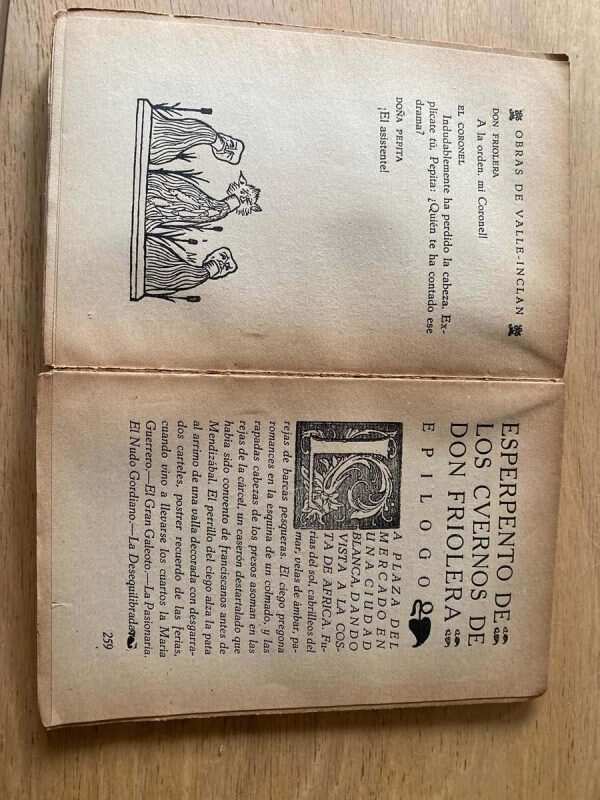 OBRAS DE VALLE-INCLAN
DON FRIOLERA
A la orden, mi Coronel!
EL CORONEL
Indudablemente ha perdido la cabeza. Ex-
plícate tú, Pepita: ¿Quién te ha contado ese
drama?
DOÑA PEPITA
¡El asistente!
ESPERPENTO DE
LOS CVERNOS DE
DON FRIOLERA
EPILOGO
LA PLAZA DEL
MERCADO EN
UNA CIUDAD
BLANCA, DANDO
VISTA A LA COS-
TA DE AFRICA. Fu-
rias del sol, cabrilleos del
mar, velas de ámbar, pa-
rejas de barcas pesqueras. El ciego pregona
romances en la esquina de un colmado, y las
rapadas cabezas de los presos asoman en las
rejas de la cárcel, un caserón destartalado que
había sido convento de franciscanos antes de
Mendizábal. El perrillo del ciego alza la pata
al arrimo de una valla decorada con desgarra-
dos carteles, postrer recuerdo de las ferias,
cuando vino a llevarse los cuartos la María
Guerrero.—El Gran Galeoto.—La Pasionaria.
El Nudo Gordiano.—La Desequilibrada.
259